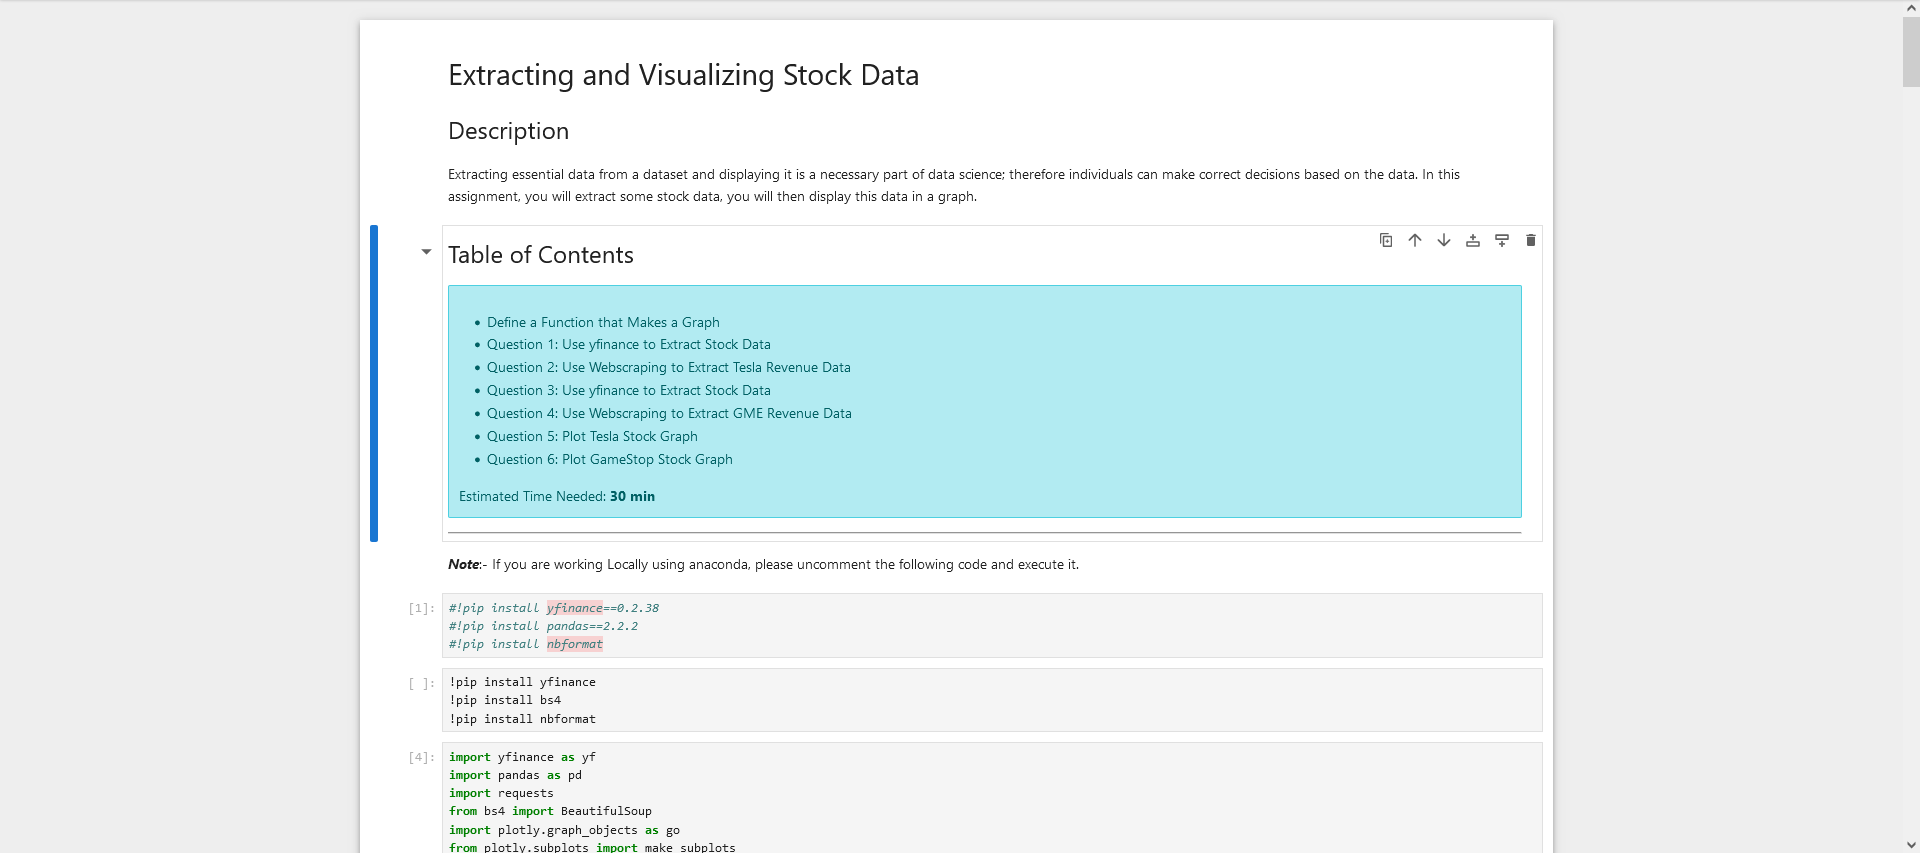 Extracting and Visualizing Stock Data
Description
Extracting essential data from a dataset and displaying it is a necessary part of data science; therefore individuals can make correct decisions based on the data. In this
assignment, you will extract some stock data, you will then display this data in a graph.
Table of Contents
• Define a Function that Makes a Graph
• Question 1: Use yfinance to Extract Stock Data
• Question 2: Use Webscraping to Extract Tesla Revenue Data
• Question 3: Use yfinance to Extract Stock Data
• Question 4: Use Webscraping to Extract GME Revenue Data
• Question 5: Plot Tesla Stock Graph
• Question 6: Plot GameStop Stock Graph
Estimated Time Needed: 30 min
Note:- If you are working Locally using anaconda, please uncomment the following code and execute it.
[1]: #!pip install yfinance==0.2.38
#!pip install pandas==2.2.2
#!pip install nbformat
[ ]: !pip install yfinance
!pip install bs4
!pip install nbformat
[4]: import yfinance as yf
import pandas as pd
import requests
from bs4 import BeautifulSoup
import plotly.graph_objects as go
from plotly.subplots import make_subplots